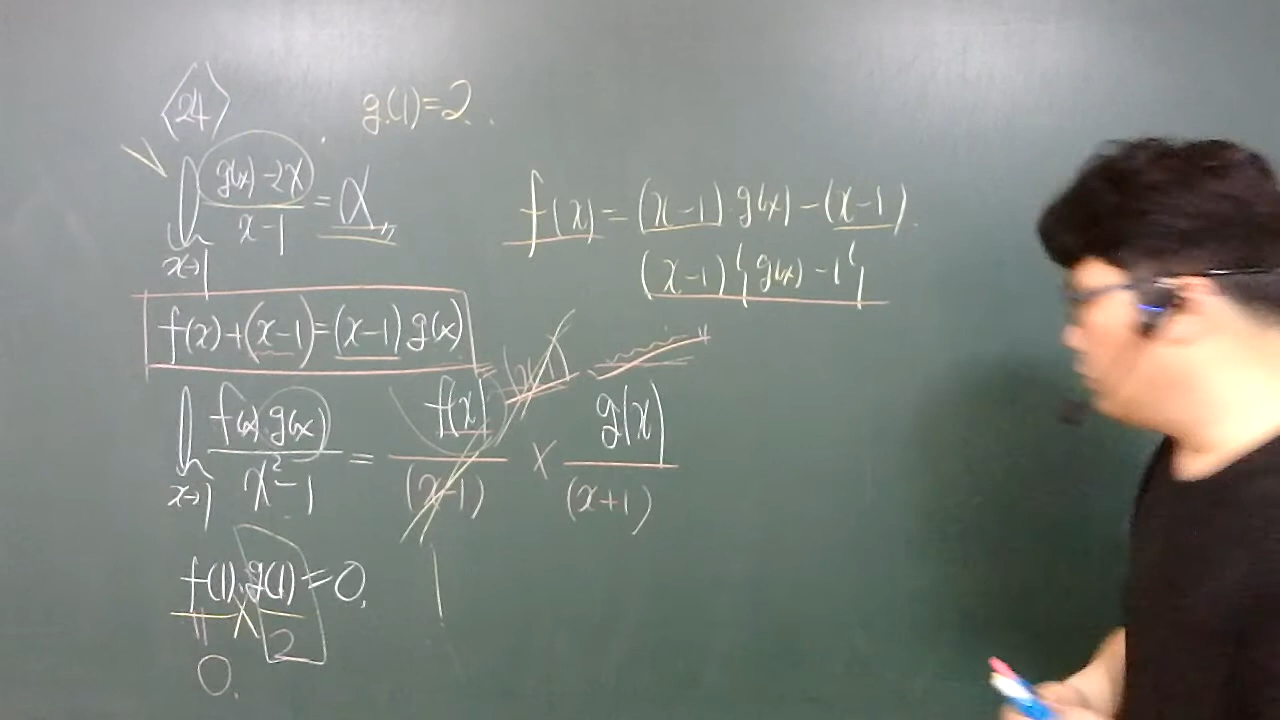 <24> g(1)=2
lim x→1 (g(x)-2x)/(x-1) = α
f(x)=(x-1)g(x)-(x-1)
(x-1){g(x)-1}
f(x)+(x-1)=(x-1)g(x)
lim x→1 f(x)g(x)/(x²-1) = f(x)/(x-1) × g(x)/(x+1)
f(1)×g(1)=0
0 2
1